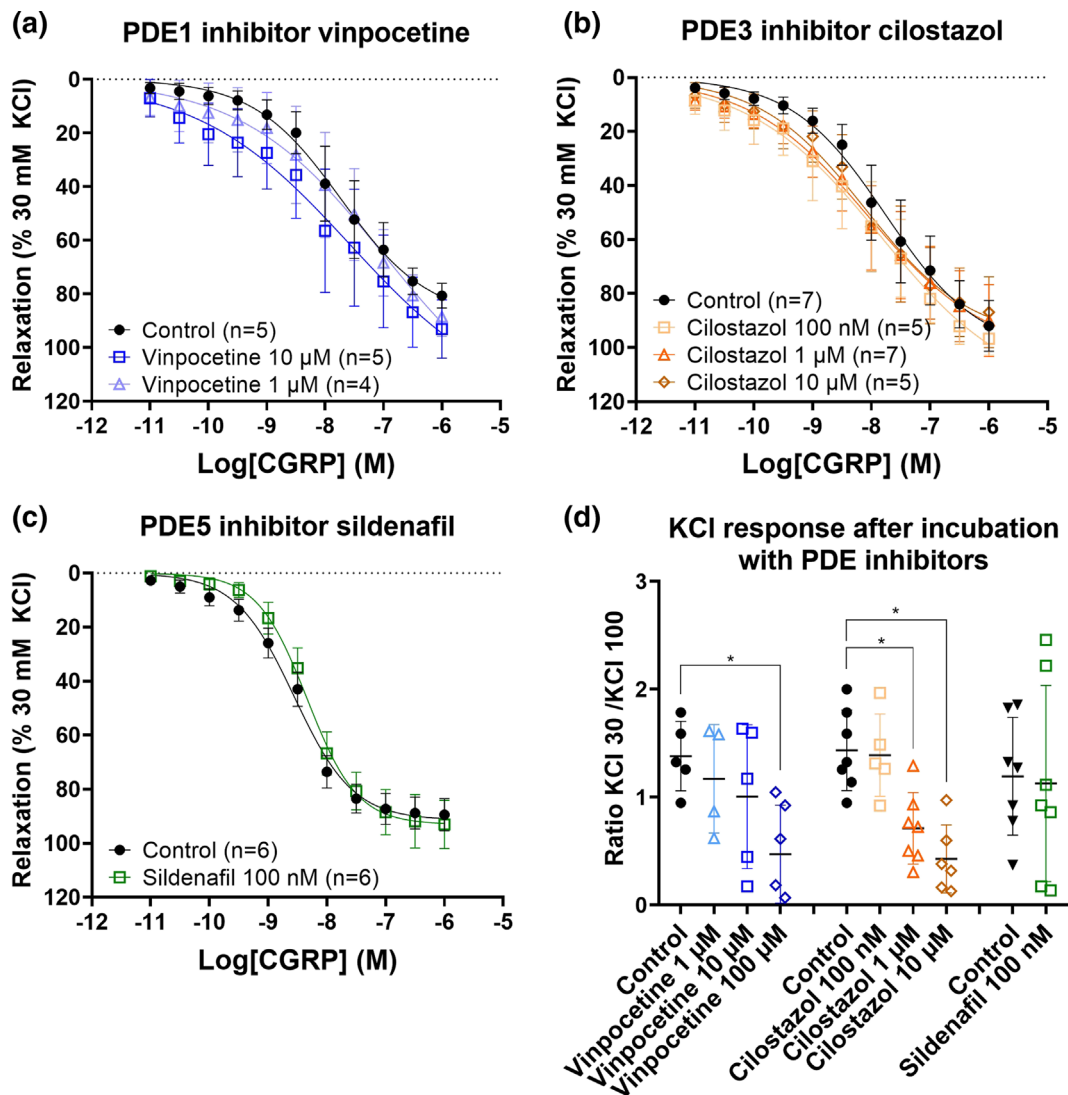 (a)
PDE1 inhibitor vinpocetine
Relaxation (% 30 mM KCl)
0
20
40
60
80
100
120
Control (n=5)
Vinpocetine 10 µM (n=5)
Vinpocetine 1 µM (n=4)
-12 -11 -10 -9 -8 -7 -6 -5
Log[CGRP] (M)
(b)
PDE3 inhibitor cilostazol
Relaxation (% 30 mM KCl)
0
20
40
60
80
100
120
Control (n=7)
Cilostazol 100 nM (n=5)
Cilostazol 1 µM (n=7)
Cilostazol 10 µM (n=5)
-12 -11 -10 -9 -8 -7 -6 -5
Log[CGRP] (M)
(c)
PDE5 inhibitor sildenafil
Relaxation (% 30 mM KCl)
0
20
40
60
80
100
120
Control (n=6)
Sildenafil 100 nM (n=6)
-12 -11 -10 -9 -8 -7 -6 -5
Log[CGRP] (M)
(d)
KCl response after incubation
with PDE inhibitors
Ratio KCl 30 /KCl 100
3
2
1
0
*
*
*
Control
Vinpocetine 1 µM
Vinpocetine 10 µM
Vinpocetine 100 µM
Control
Cilostazol 100 nM
Cilostazol 1 µM
Cilostazol 10 µM
Control
Sildenafil 100 nM